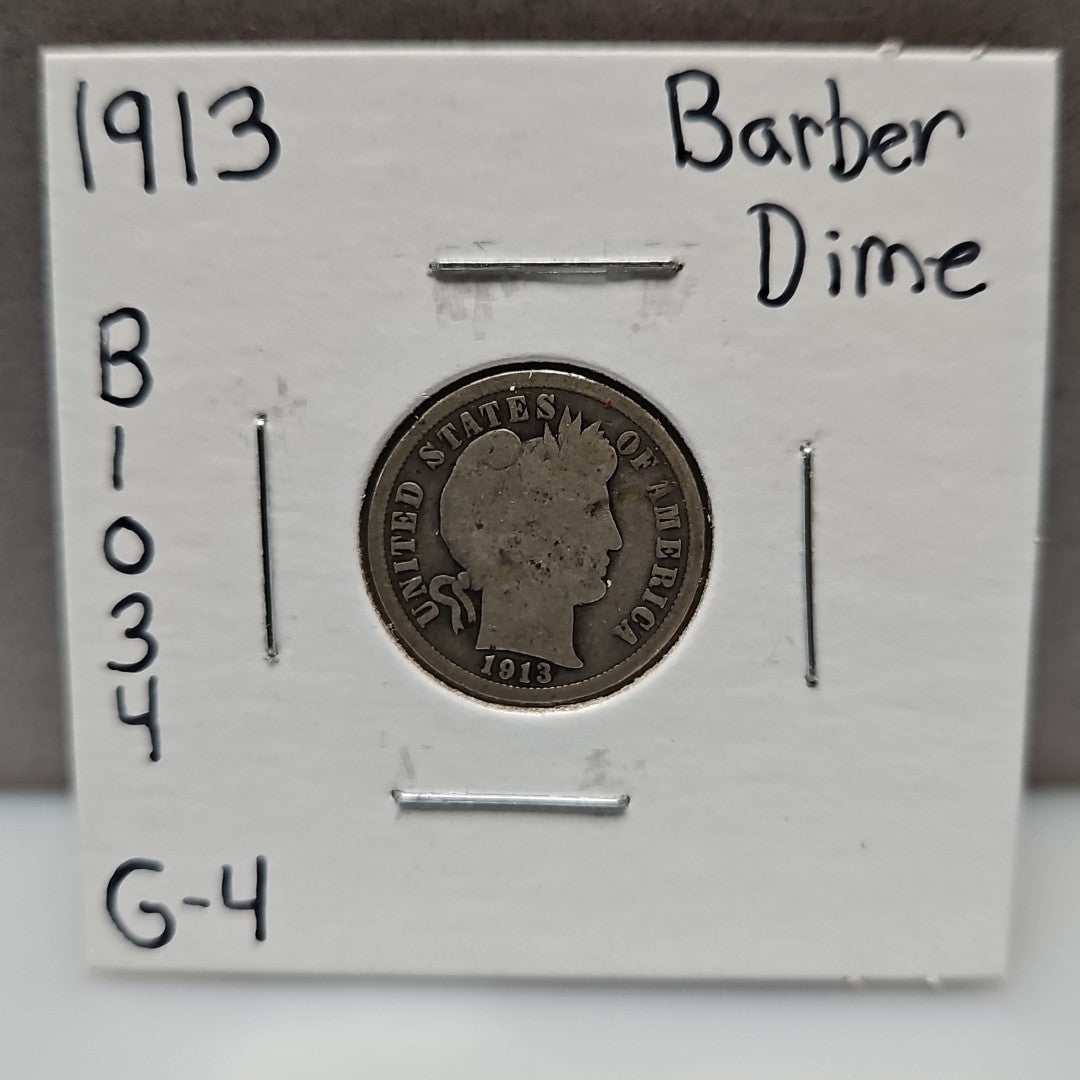 1913
Barber
Dime
B
1
0
3
4
G-4
UNITED STATES OF AMERICA
1913